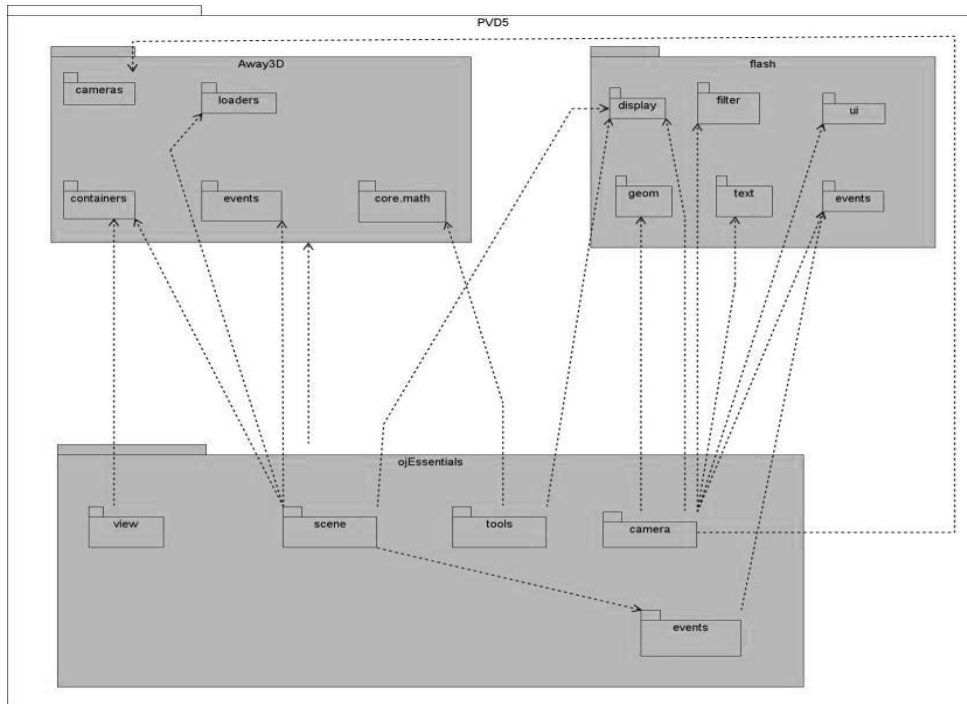 PVD5
Away3D
flash
cameras
loaders
display
filter
ui
containers
events
core.math
geom
text
events
ojEssentials
view
scene
tools
camera
events